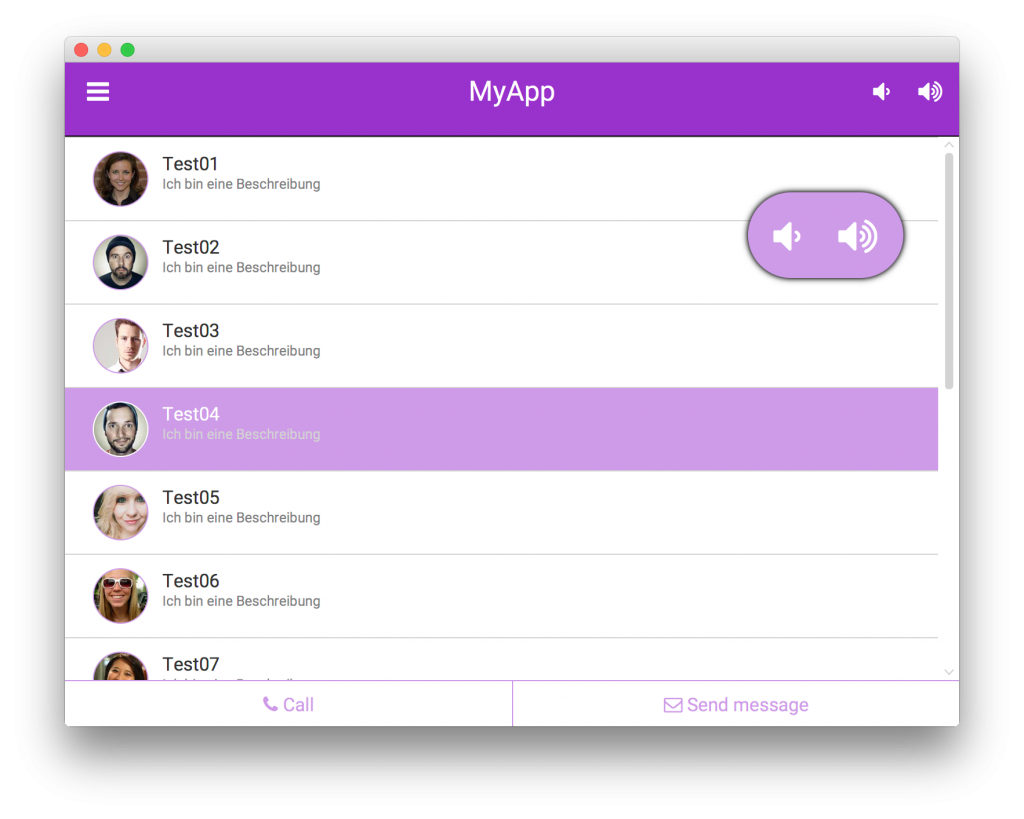 MyApp
Test01
Ich bin eine Beschreibung
Test02
Ich bin eine Beschreibung
Test03
Ich bin eine Beschreibung
Test04
Ich bin eine Beschreibung
Test05
Ich bin eine Beschreibung
Test06
Ich bin eine Beschreibung
Test07
Call
Send message